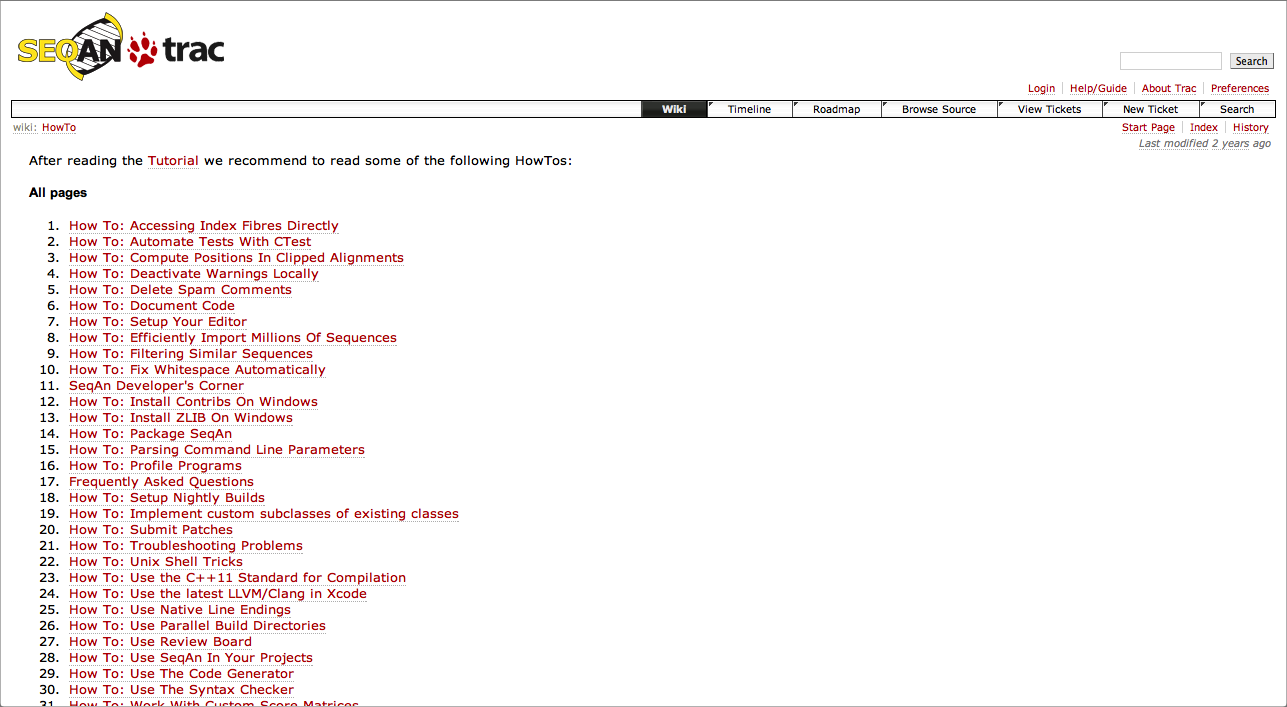 SEQAN trac
Search
Login Help/Guide About Trac Preferences
Wiki Timeline Roadmap Browse Source View Tickets New Ticket Search
wiki: HowTo Start Page Index History
Last modified 2 years ago
After reading the Tutorial we recommend to read some of the following HowTos:
All pages
1. How To: Accessing Index Fibres Directly
2. How To: Automate Tests With CTest
3. How To: Compute Positions In Clipped Alignments
4. How To: Deactivate Warnings Locally
5. How To: Delete Spam Comments
6. How To: Document Code
7. How To: Setup Your Editor
8. How To: Efficiently Import Millions Of Sequences
9. How To: Filtering Similar Sequences
10. How To: Fix Whitespace Automatically
11. SeqAn Developer's Corner
12. How To: Install Contribs On Windows
13. How To: Install ZLIB On Windows
14. How To: Package SeqAn
15. How To: Parsing Command Line Parameters
16. How To: Profile Programs
17. Frequently Asked Questions
18. How To: Setup Nightly Builds
19. How To: Implement custom subclasses of existing classes
20. How To: Submit Patches
21. How To: Troubleshooting Problems
22. How To: Unix Shell Tricks
23. How To: Use the C++11 Standard for Compilation
24. How To: Use the latest LLVM/Clang in Xcode
25. How To: Use Native Line Endings
26. How To: Use Parallel Build Directories
27. How To: Use Review Board
28. How To: Use SeqAn In Your Projects
29. How To: Use The Code Generator
30. How To: Use The Syntax Checker
31. How To: Work With Custom Score Matrices